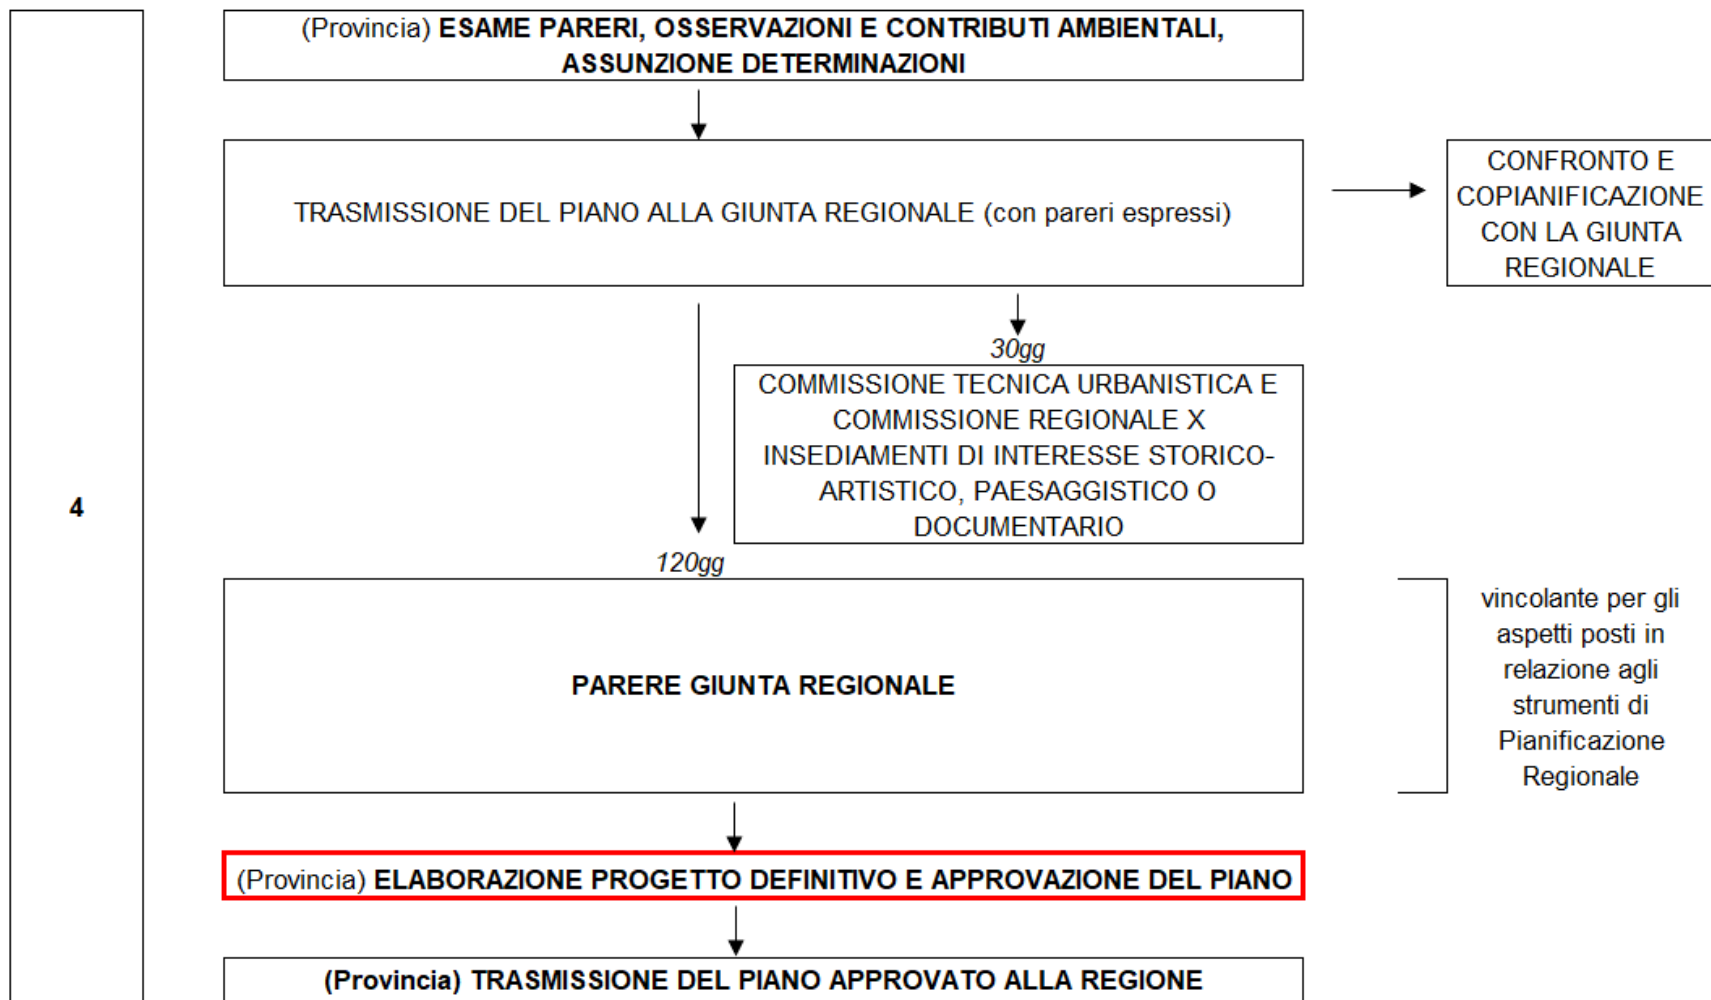 (Provincia) ESAME PARERI, OSSERVAZIONI E CONTRIBUTI AMBIENTALI,
ASSUNZIONE DETERMINAZIONI
TRASMISSIONE DEL PIANO ALLA GIUNTA REGIONALE (con pareri espressi)
CONFRONTO E
COPIANIFICAZIONE
CON LA GIUNTA
REGIONALE
30gg
COMMISSIONE TECNICA URBANISTICA E
COMMISSIONE REGIONALE X
INSEDIAMENTI DI INTERESSE STORICO-
ARTISTICO, PAESAGGISTICO O
DOCUMENTARIO
4
120gg
PARERE GIUNTA REGIONALE
vincolante per gli
aspetti posti in
relazione agli
strumenti di
Pianificazione
Regionale
(Provincia) ELABORAZIONE PROGETTO DEFINITIVO E APPROVAZIONE DEL PIANO
(Provincia) TRASMISSIONE DEL PIANO APPROVATO ALLA REGIONE